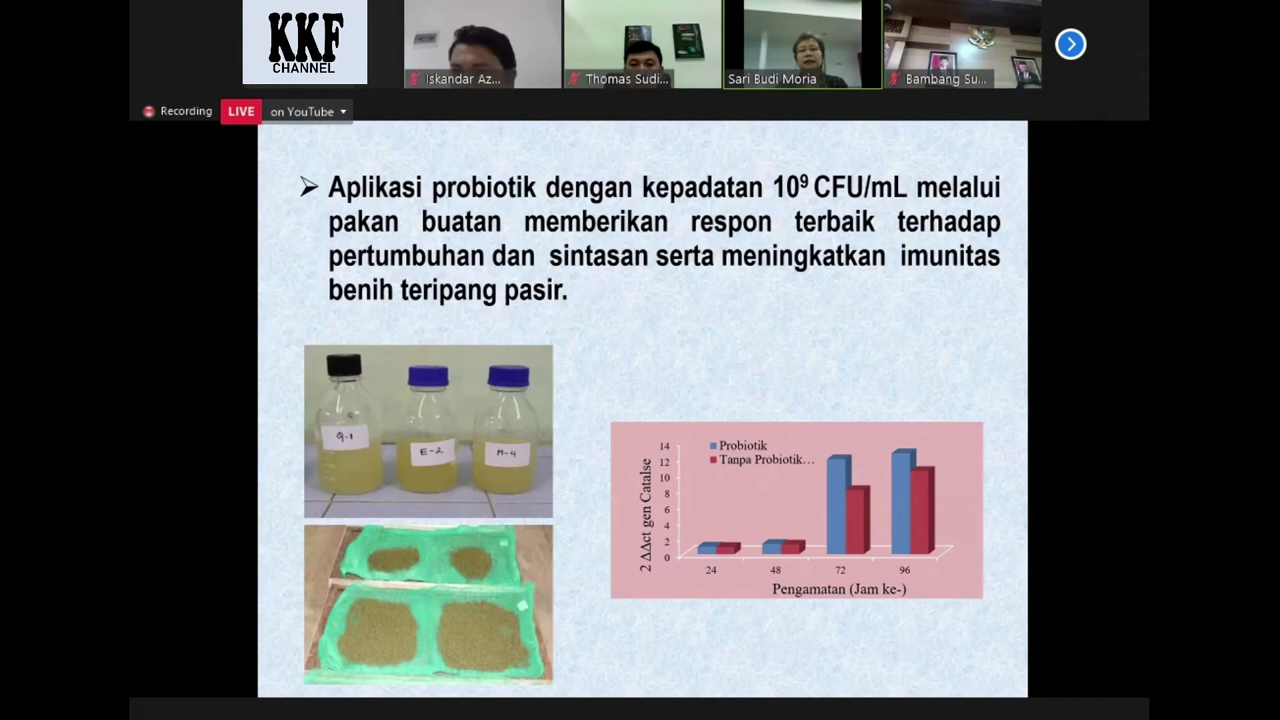 KKF
CHANNEL
Iskandar Az...
Thomas Sudi...
Sari Budi Moria
Bambang Su...
Recording
LIVE
on YouTube
➢ Aplikasi probiotik dengan kepadatan 10⁹ CFU/mL melalui
pakan buatan memberikan respon terbaik terhadap
pertumbuhan dan sintasan serta meningkatkan imunitas
benih teripang pasir.
Q-1
E-2
M-4
Probiotik
Tanpa Probiotik...
2 ΔΔct gen Catalse
14
12
10
8
6
4
2
0
24 48 72 96
Pengamatan (Jam ke-)